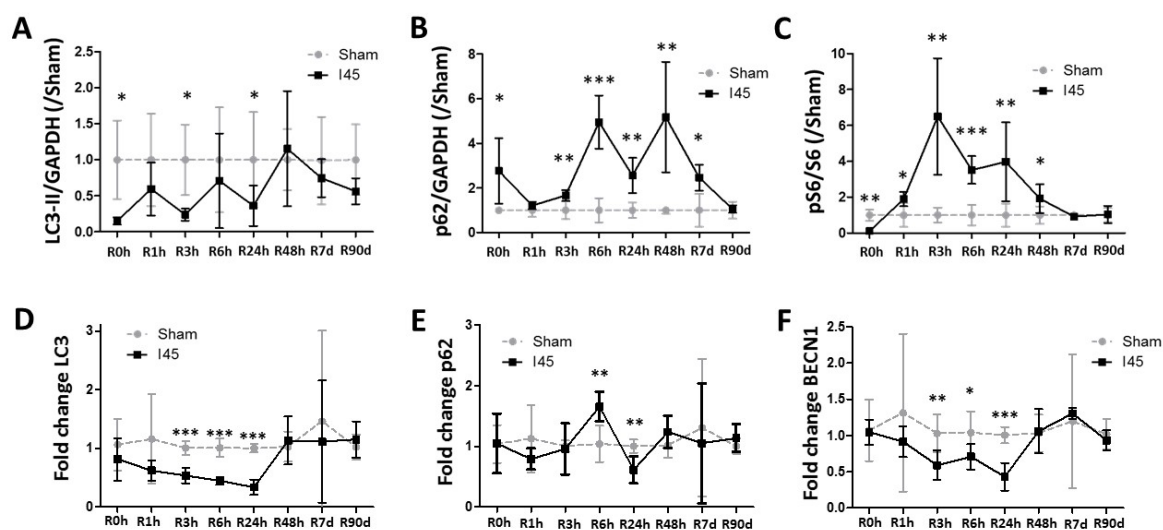 A
LC3-II/GAPDH (/Sham)
2.5
2.0
1.5
1.0
0.5
0.0
Sham
I45
* * *
R0h R1h R3h R6h R24h R48h R7d R90d
B
p62/GAPDH (/Sham)
8
6
4
2
0
Sham
I45
* ** *** ** ** *
R0h R1h R3h R6h R24h R48h R7d R90d
C
pS6/S6 (/Sham)
10
8
6
4
2
0
Sham
I45
** * ** *** ** *
R0h R1h R3h R6h R24h R48h R7d R90d
D
Fold change LC3
3
2
1
0
Sham
I45
*** *** ***
R0h R1h R3h R6h R24h R48h R7d R90d
E
Fold change p62
3
2
1
0
Sham
I45
** **
R0h R1h R3h R6h R24h R48h R7d R90d
F
Fold change BECN1
2.5
2.0
1.5
1.0
0.5
0.0
Sham
I45
** * ***
R0h R1h R3h R6h R24h R48h R7d R90d